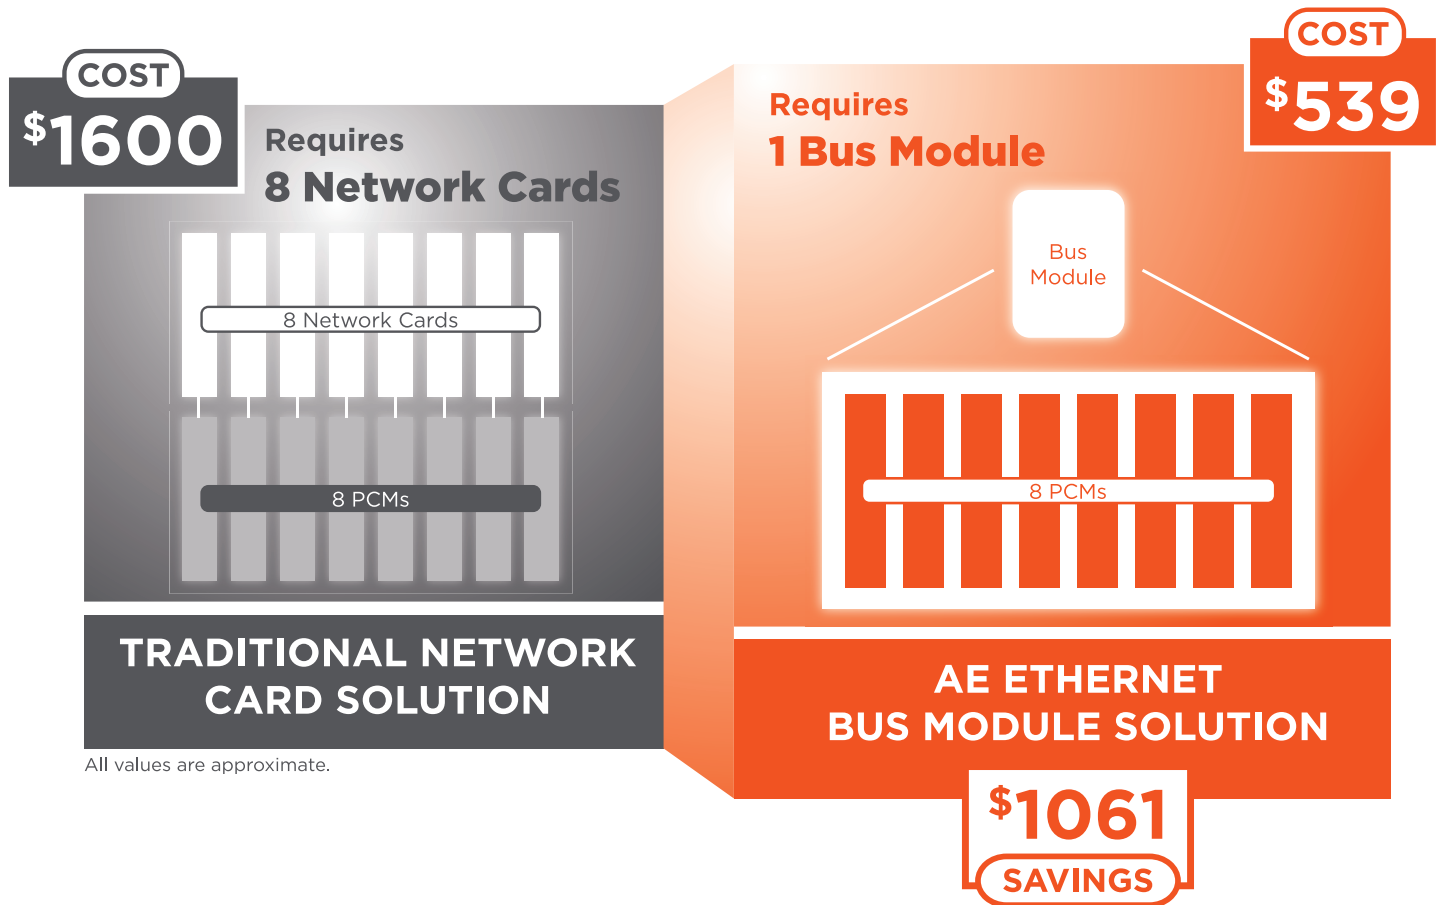 COST
$1600
Requires
8 Network Cards
8 Network Cards
8 PCMs
TRADITIONAL NETWORK
CARD SOLUTION
All values are approximate.
COST
$539
Requires
1 Bus Module
Bus
Module
8 PCMs
AE ETHERNET
BUS MODULE SOLUTION
$1061
SAVINGS